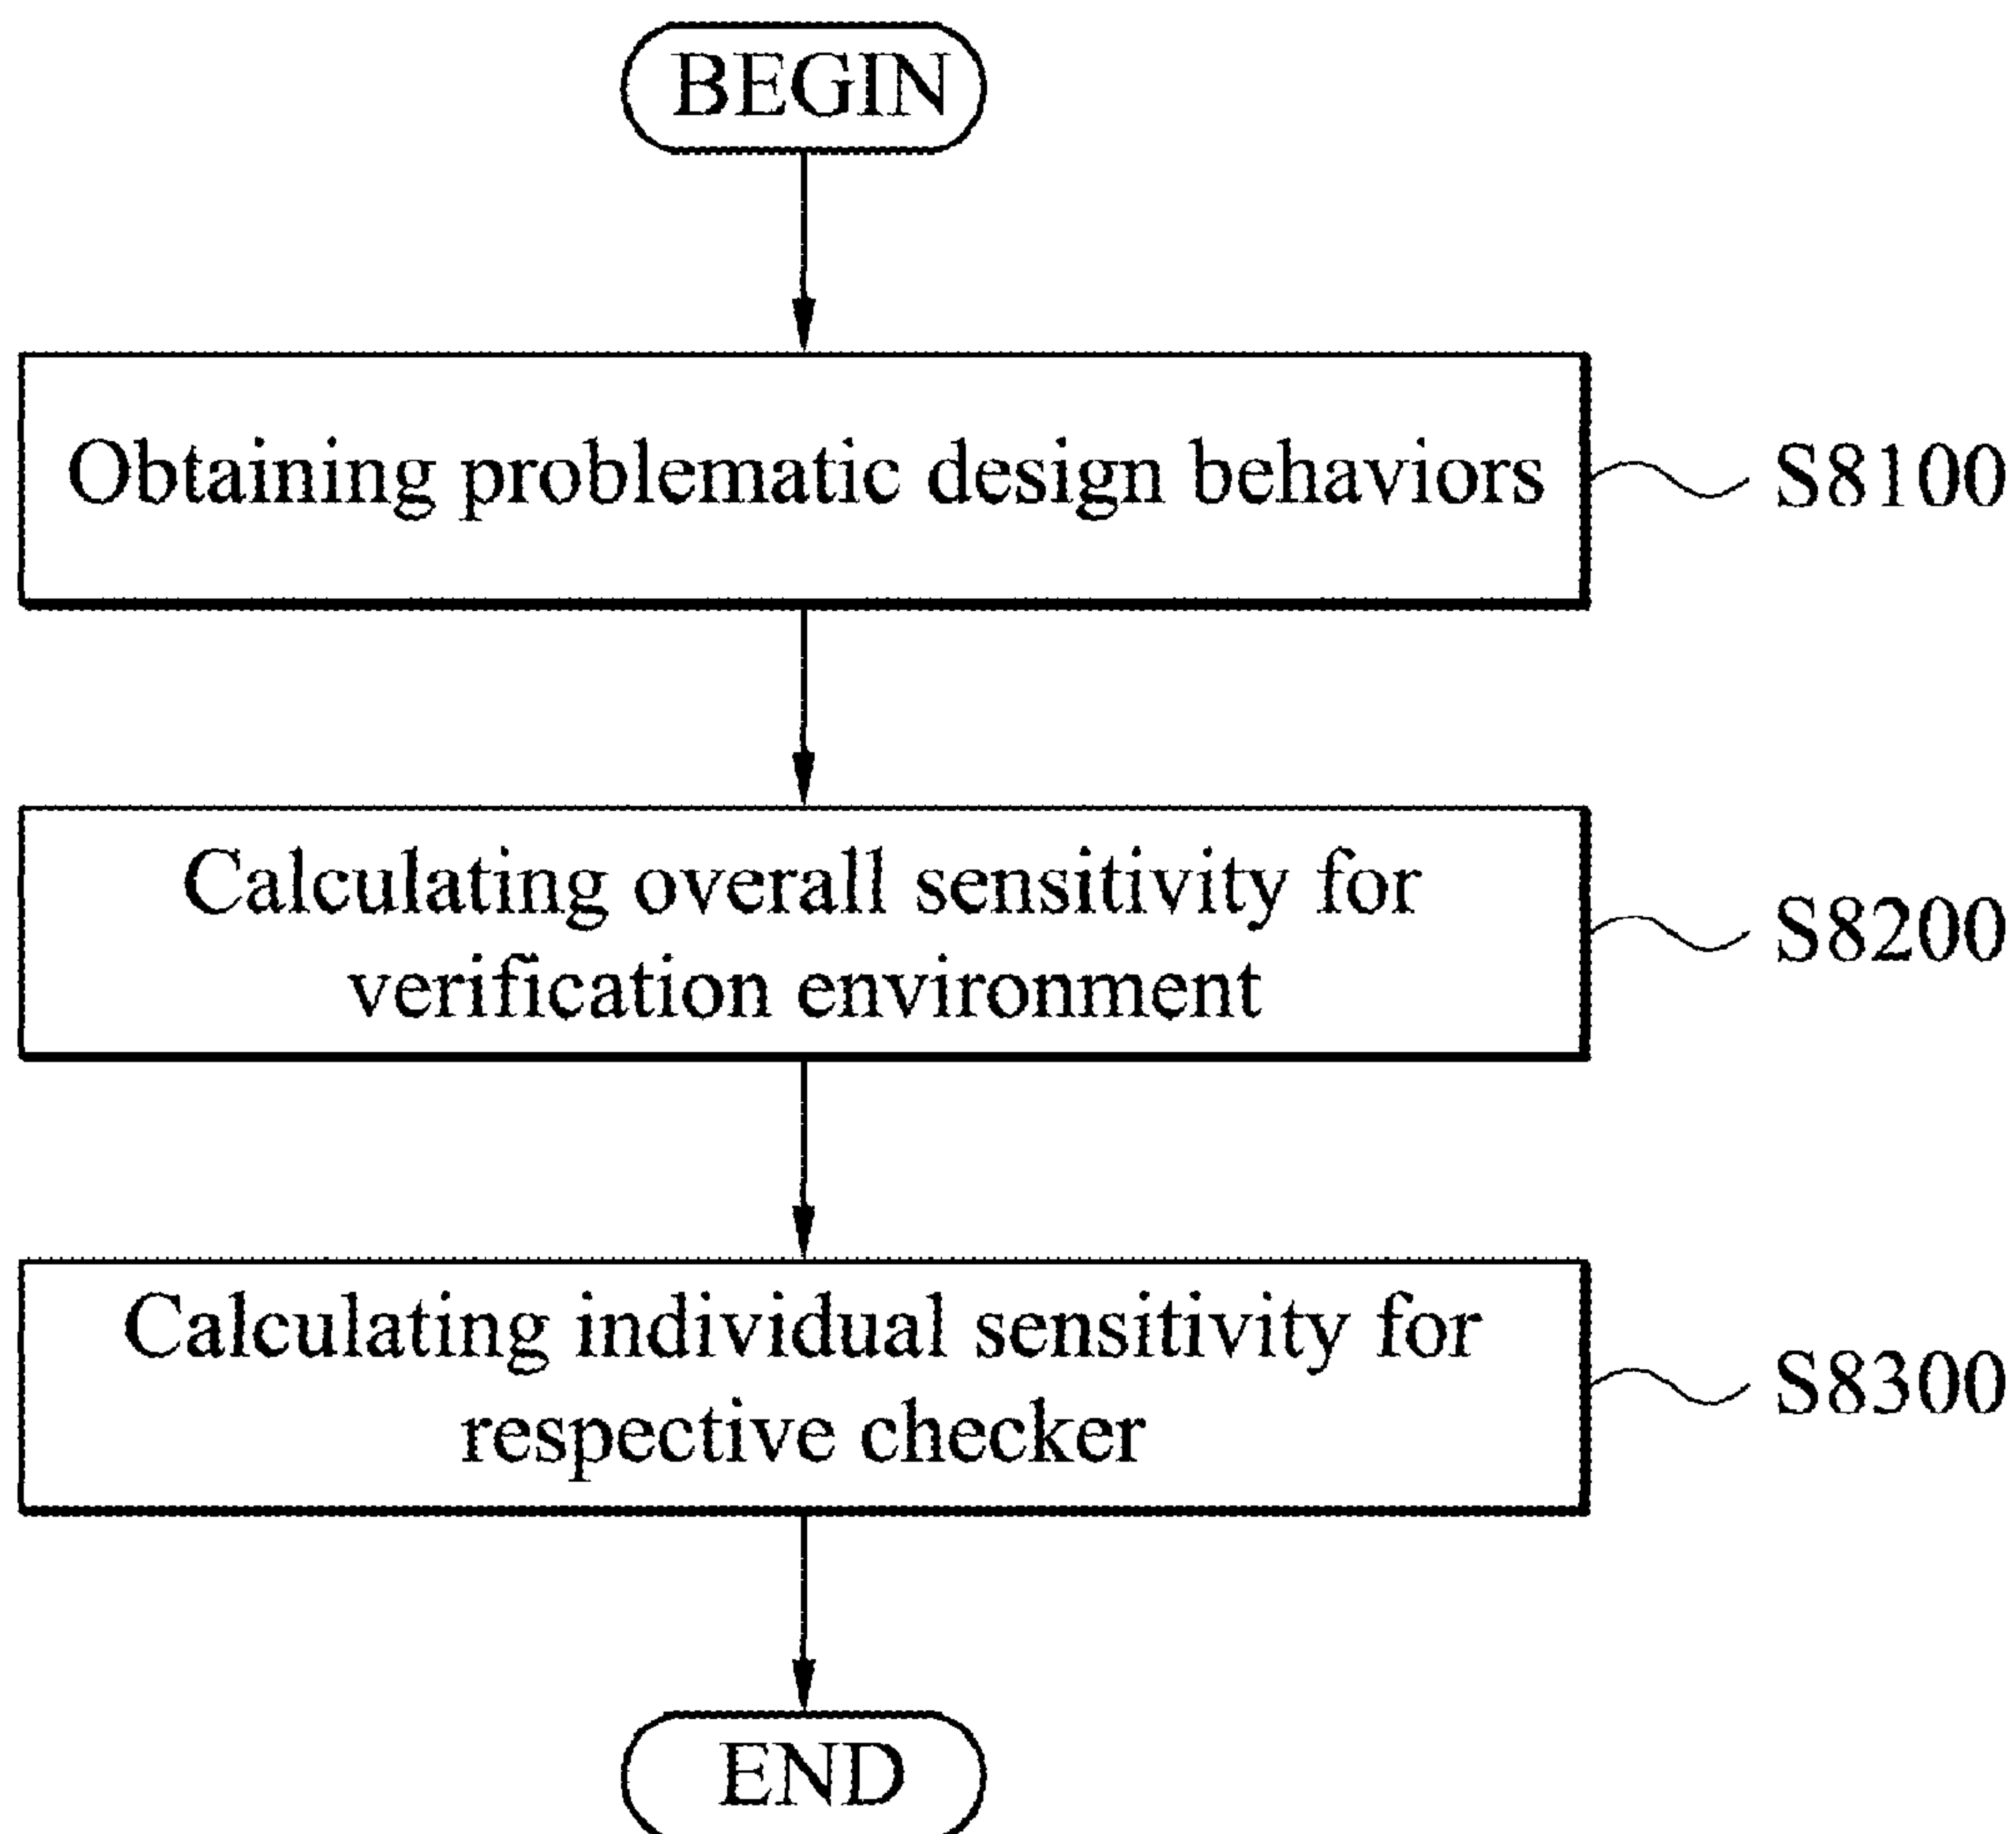 BEGIN
Obtaining problematic design behaviors
S8100
Calculating overall sensitivity for
verification environment
S8200
Calculating individual sensitivity for
respective checker
S8300
END